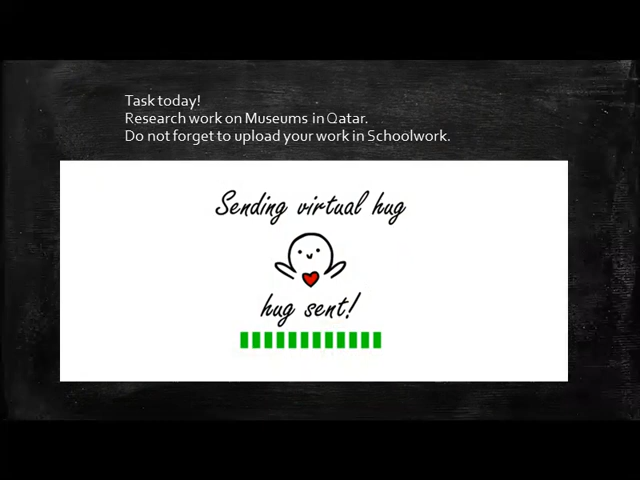 Task today!
Research work on Museums in Qatar.
Do not forget to upload your work in Schoolwork.
Sending virtual hug
hug sent!